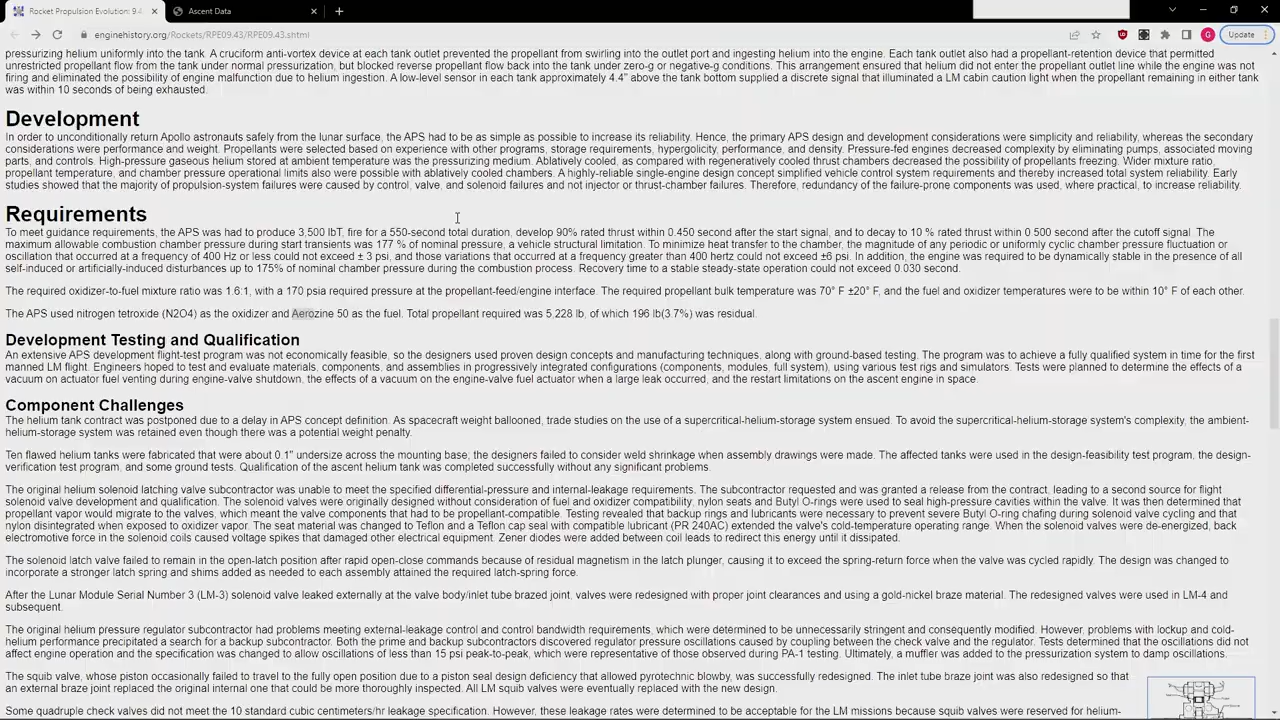 Rocket Propulsion Evolution: 9.4
Ascent Data
enginehistory.org/Rockets/RPE09.43/RPE09.43.shtml
G
Update
pressurizing helium uniformly into the tank. A cruciform anti-vortex device at each tank outlet prevented the propellant from swirling into the outlet port and ingesting helium into the engine. Each tank outlet also had a propellant-retention device that permitted
unrestricted propellant flow from the tank under normal pressurization, but blocked reverse propellant flow back into the tank under zero-g or negative-g conditions. This arrangement ensured that helium did not enter the propellant outlet line while the engine was not
firing and eliminated the possibility of engine malfunction due to helium ingestion. A low-level sensor in each tank approximately 4.4" above the tank bottom supplied a discrete signal that illuminated a LM cabin caution light when the propellant remaining in either tank
was within 10 seconds of being exhausted.
Development
In order to unconditionally return Apollo astronauts safely from the lunar surface, the APS had to be as simple as possible to increase its reliability. Hence, the primary APS design and development considerations were simplicity and reliability, whereas the secondary
considerations were performance and weight. Propellants were selected based on experience with other programs, storage requirements, hypergolicity, performance, and density. Pressure-fed engines decreased complexity by eliminating pumps, associated moving
parts, and controls. High-pressure gaseous helium stored at ambient temperature was the pressurizing medium. Ablatively cooled, as compared with regeneratively cooled thrust chambers decreased the possibility of propellants freezing. Wider mixture ratio,
propellant temperature, and chamber pressure operational limits also were possible with ablatively cooled chambers. A highly-reliable single-engine design concept simplified vehicle control system requirements and thereby increased total system reliability. Early
studies showed that the majority of propulsion-system failures were caused by control, valve, and solenoid failures and not injector or thrust-chamber failures. Therefore, redundancy of the failure-prone components was used, where practical, to increase reliability.
Requirements
To meet guidance requirements, the APS was had to produce 3,500 lbT, fire for a 550-second total duration, develop 90% rated thrust within 0.450 second after the start signal, and to decay to 10 % rated thrust within 0.500 second after the cutoff signal. The
maximum allowable combustion chamber pressure during start transients was 177 % of nominal pressure, a vehicle structural limitation. To minimize heat transfer to the chamber, the magnitude of any periodic or uniformly cyclic chamber pressure fluctuation or
oscillation that occurred at a frequency of 400 Hz or less could not exceed ± 3 psi, and those variations that occurred at a frequency greater than 400 hertz could not exceed ±6 psi. In addition, the engine was required to be dynamically stable in the presence of all
self-induced or artificially-induced disturbances up to 175% of nominal chamber pressure during the combustion process. Recovery time to a stable steady-state operation could not exceed 0.030 second.
The required oxidizer-to-fuel mixture ratio was 1.6:1, with a 170 psia required pressure at the propellant-feed/engine interface. The required propellant bulk temperature was 70° F ±20° F, and the fuel and oxidizer temperatures were to be within 10° F of each other.
The APS used nitrogen tetroxide (N2O4) as the oxidizer and Aerozine 50 as the fuel. Total propellant required was 5,228 lb, of which 196 lb(3.7%) was residual.
Development Testing and Qualification
An extensive APS development flight-test program was not economically feasible, so the designers used proven design concepts and manufacturing techniques, along with ground-based testing. The program was to achieve a fully qualified system in time for the first
manned LM flight. Engineers hoped to test and evaluate materials, components, and assemblies in progressively integrated configurations (components, modules, full system), using various test rigs and simulators. Tests were planned to determine the effects of a
vacuum on actuator fuel venting during engine-valve shutdown, the effects of a vacuum on the engine-valve fuel actuator when a large leak occurred, and the restart limitations on the ascent engine in space.
Component Challenges
The helium tank contract was postponed due to a delay in APS concept definition. As spacecraft weight ballooned, trade studies on the use of a supercritical-helium-storage system ensued. To avoid the supercritical-helium-storage system's complexity, the ambient-
helium-storage system was retained even though there was a potential weight penalty.
Ten flawed helium tanks were fabricated that were about 0.1" undersize across the mounting base, the designers failed to consider weld shrinkage when assembly drawings were made. The affected tanks were used in the design-feasibility test program, the design-
verification test program, and some ground tests. Qualification of the ascent helium tank was completed successfully without any significant problems.
The original helium solenoid latching valve subcontractor was unable to meet the specified differential-pressure and internal-leakage requirements. The subcontractor requested and was granted a release from the contract, leading to a second source for flight
solenoid valve development and qualification. The solenoid valves were originally designed without consideration of fuel and oxidizer compatibility, nylon seats and Butyl O-rings were used to seal high-pressure cavities within the valve. It was then determined that
propellant vapor would migrate to the valves, which meant the valve components that had to be propellant-compatible. Testing revealed that backup rings and lubricants were necessary to prevent severe Butyl O-ring chafing during solenoid valve cycling and that
nylon disintegrated when exposed to oxidizer vapor. The seat material was changed to Teflon and a Teflon cap seal with compatible lubricant (PR 240AC) extended the valve's cold-temperature operating range. When the solenoid valves were de-energized, back
electromotive force in the solenoid coils caused voltage spikes that damaged other electrical equipment. Zener diodes were added between coil leads to redirect this energy until it dissipated.
The solenoid latch valve failed to remain in the open-latch position after rapid open-close commands because of residual magnetism in the latch plunger, causing it to exceed the spring-return force when the valve was cycled rapidly. The design was changed to
incorporate a stronger latch spring and shims added as needed to each assembly attained the required latch-spring force.
After the Lunar Module Serial Number 3 (LM-3) solenoid valve leaked externally at the valve body/inlet tube brazed joint, valves were redesigned with proper joint clearances and using a gold-nickel braze material. The redesigned valves were used in LM-4 and
subsequent.
The original helium pressure regulator subcontractor had problems meeting external-leakage control and control bandwidth requirements, which were determined to be unnecessarily stringent and consequently modified. However, problems with lockup and cold-
helium performance precipitated a search for a backup subcontractor. Both the prime and backup subcontractors discovered regulator pressure oscillations caused by coupling between the check valve and the regulator. Tests determined that the oscillations did not
affect engine operation and the specification was changed to allow oscillations of less than 15 psi peak-to-peak, which were representative of those observed during PA-1 testing. Ultimately, a muffler was added to the pressurization system to damp oscillations.
The squib valve, whose piston occasionally failed to travel to the fully open position due to a piston seal design deficiency that allowed pyrotechnic blowby, was successfully redesigned. The inlet tube braze joint was also redesigned so that
an external braze joint replaced the original internal one that could be more thoroughly inspected. All LM squib valves were eventually replaced with the new design.
Some quadruple check valves did not meet the 10 standard cubic centimeters/hr leakage specification. However, these leakage rates were determined to be acceptable for the LM missions because squib valves were reserved for helium-